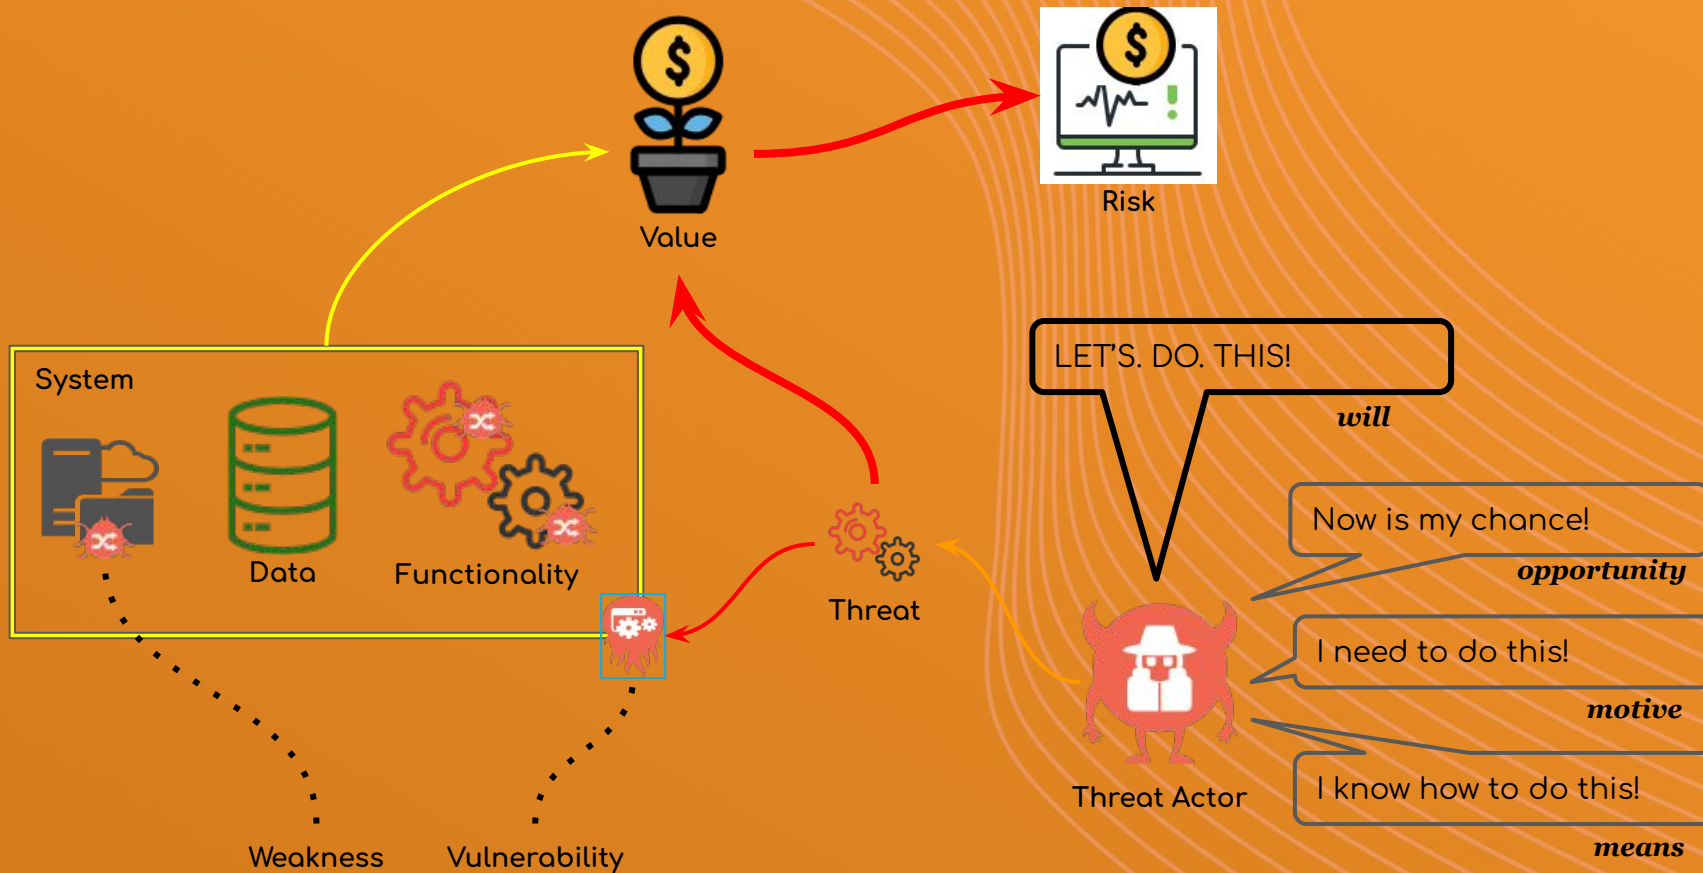 $
$
Risk
Value
LET'S. DO. THIS!
will
System
Now is my chance!
opportunity
Data
Functionality
Threat
I need to do this!
motive
I know how to do this!
Threat Actor
means
Weakness
Vulnerability